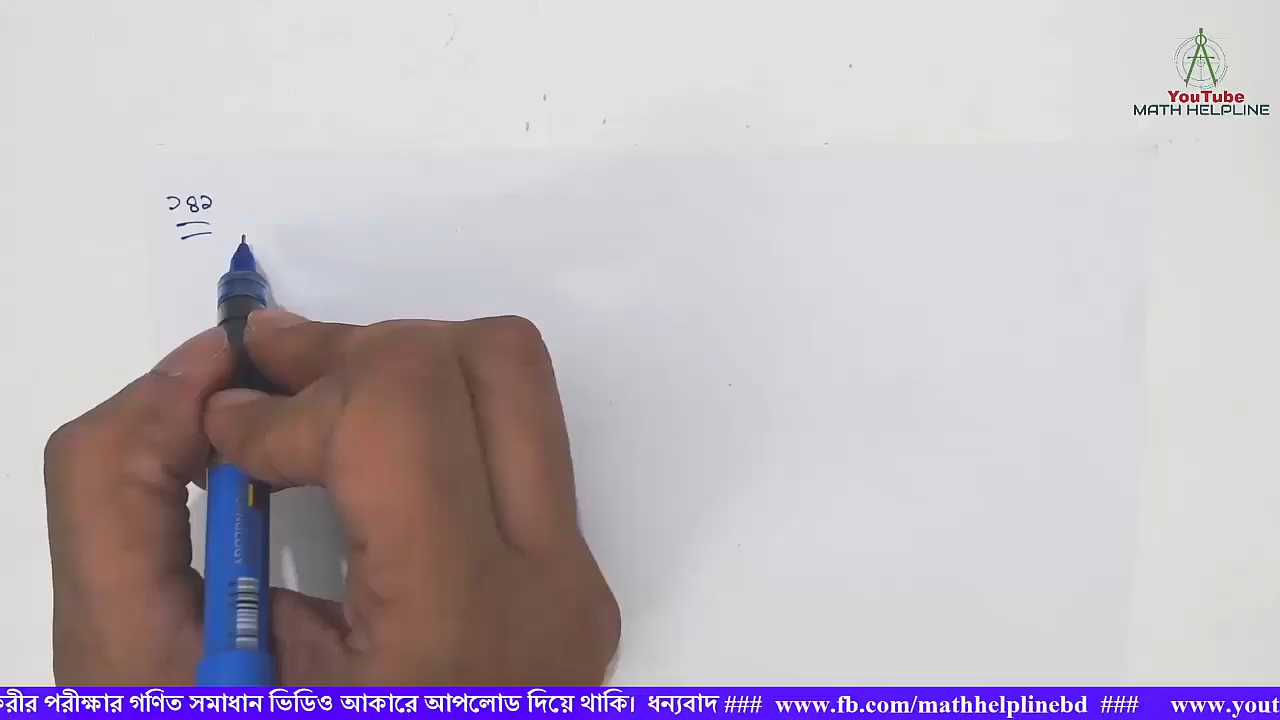 YouTube
MATH HELPLINE
১৪২
রীর পরীক্ষার গণিত সমাধান ভিডিও আকারে আপলোড দিয়ে থাকি। ধন্যবাদ ### www.fb.com/mathhelplinebd ### www.yout